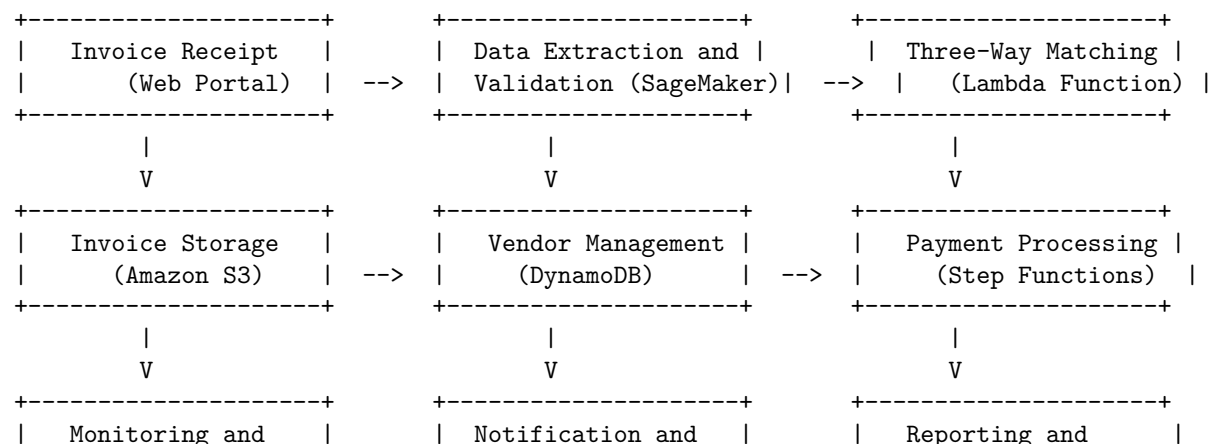 +---------------------+ +---------------------+ +---------------------+
| Invoice Receipt | | Data Extraction and | | Three-Way Matching |
| (Web Portal) | --> | Validation (SageMaker)| --> | (Lambda Function) |
+---------------------+ +---------------------+ +---------------------+
| | |
V V V
+---------------------+ +---------------------+ +---------------------+
| Invoice Storage | | Vendor Management | | Payment Processing |
| (Amazon S3) | --> | (DynamoDB) | --> | (Step Functions) |
+---------------------+ +---------------------+ +---------------------+
| | |
V V V
+---------------------+ +---------------------+ +---------------------+
| Monitoring and | | Notification and | | Reporting and |